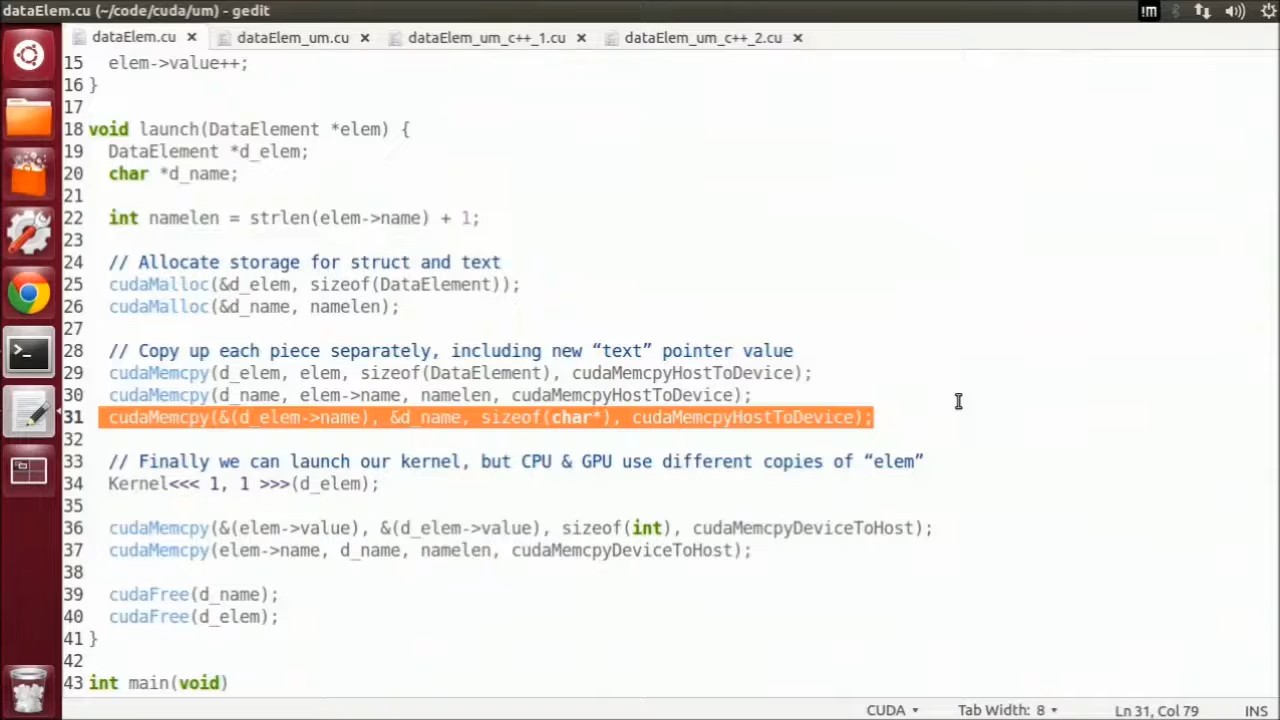 dataElem.cu (~/code/cuda/um) - gedit
dataElem.cu × dataElem_um.cu × dataElem_um_c++_1.cu × dataElem_um_c++_2.cu ×
15 elem->value++;
16 }
17
18 void launch(DataElement *elem) {
19 DataElement *d_elem;
20 char *d_name;
21
22 int namelen = strlen(elem->name) + 1;
23
24 // Allocate storage for struct and text
25 cudaMalloc(&d_elem, sizeof(DataElement));
26 cudaMalloc(&d_name, namelen);
27
28 // Copy up each piece separately, including new “text” pointer value
29 cudaMemcpy(d_elem, elem, sizeof(DataElement), cudaMemcpyHostToDevice);
30 cudaMemcpy(d_name, elem->name, namelen, cudaMemcpyHostToDevice);
31 cudaMemcpy(&(d_elem->name), &d_name, sizeof(char*), cudaMemcpyHostToDevice);
32
33 // Finally we can launch our kernel, but CPU & GPU use different copies of “elem”
34 Kernel<<< 1, 1 >>>(d_elem);
35
36 cudaMemcpy(&(elem->value), &(d_elem->value), sizeof(int), cudaMemcpyDeviceToHost);
37 cudaMemcpy(elem->name, d_name, namelen, cudaMemcpyDeviceToHost);
38
39 cudaFree(d_name);
40 cudaFree(d_elem);
41 }
42
43 int main(void)
CUDA Tab Width: 8 Ln 31, Col 79 INS